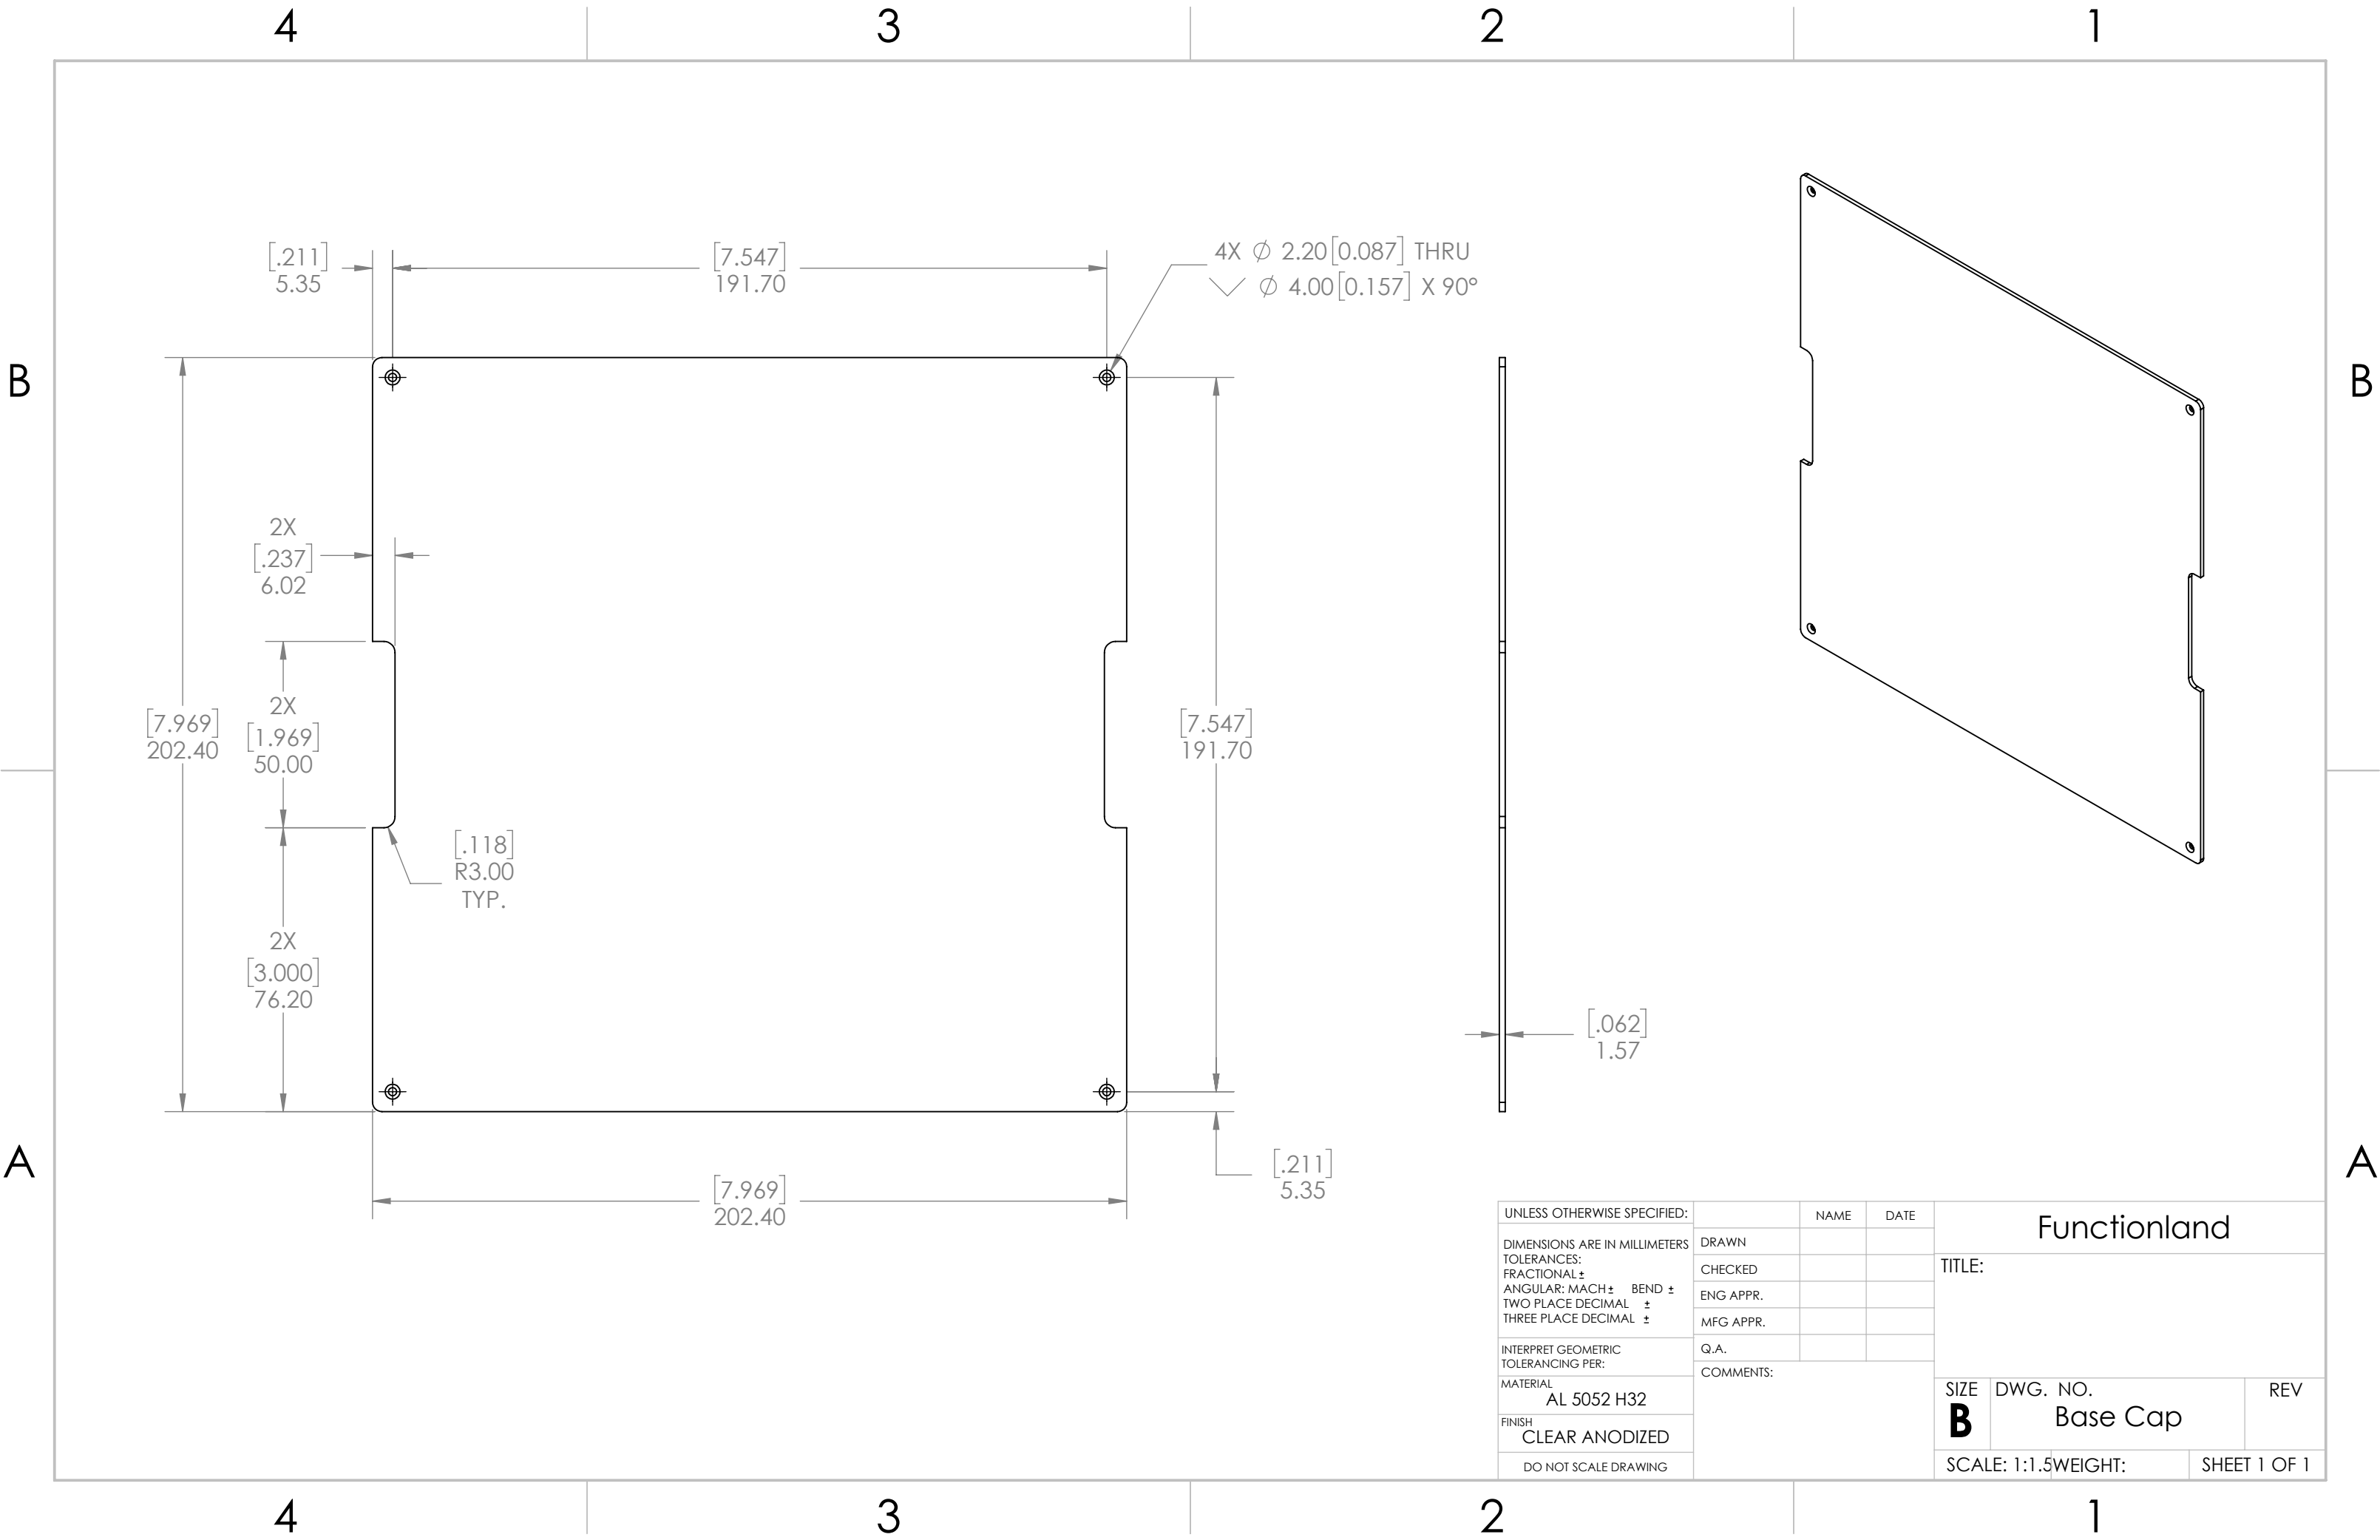 4 3 2 1
[.211]
5.35
[7.547]
191.70
4X ⌀ 2.20[0.087] THRU
⌵ ⌀ 4.00[0.157] X 90°
B B
2X
[.237]
6.02
[7.969]
202.40
2X
[1.969]
50.00
[7.547]
191.70
[.118]
R3.00
TYP.
2X
[3.000]
76.20
[.062]
1.57
A A
[.211]
5.35
[7.969]
202.40
UNLESS OTHERWISE SPECIFIED:
DIMENSIONS ARE IN MILLIMETERS
TOLERANCES:
FRACTIONAL ±
ANGULAR: MACH ± BEND ±
TWO PLACE DECIMAL ±
THREE PLACE DECIMAL ±
INTERPRET GEOMETRIC
TOLERANCING PER:
MATERIAL
AL 5052 H32
FINISH
CLEAR ANODIZED
DO NOT SCALE DRAWING
NAME DATE
DRAWN
CHECKED
ENG APPR.
MFG APPR.
Q.A.
COMMENTS:
Functionland
TITLE:
SIZE DWG. NO. REV
B Base Cap
SCALE: 1:1.5 WEIGHT: SHEET 1 OF 1
4 3 2 1